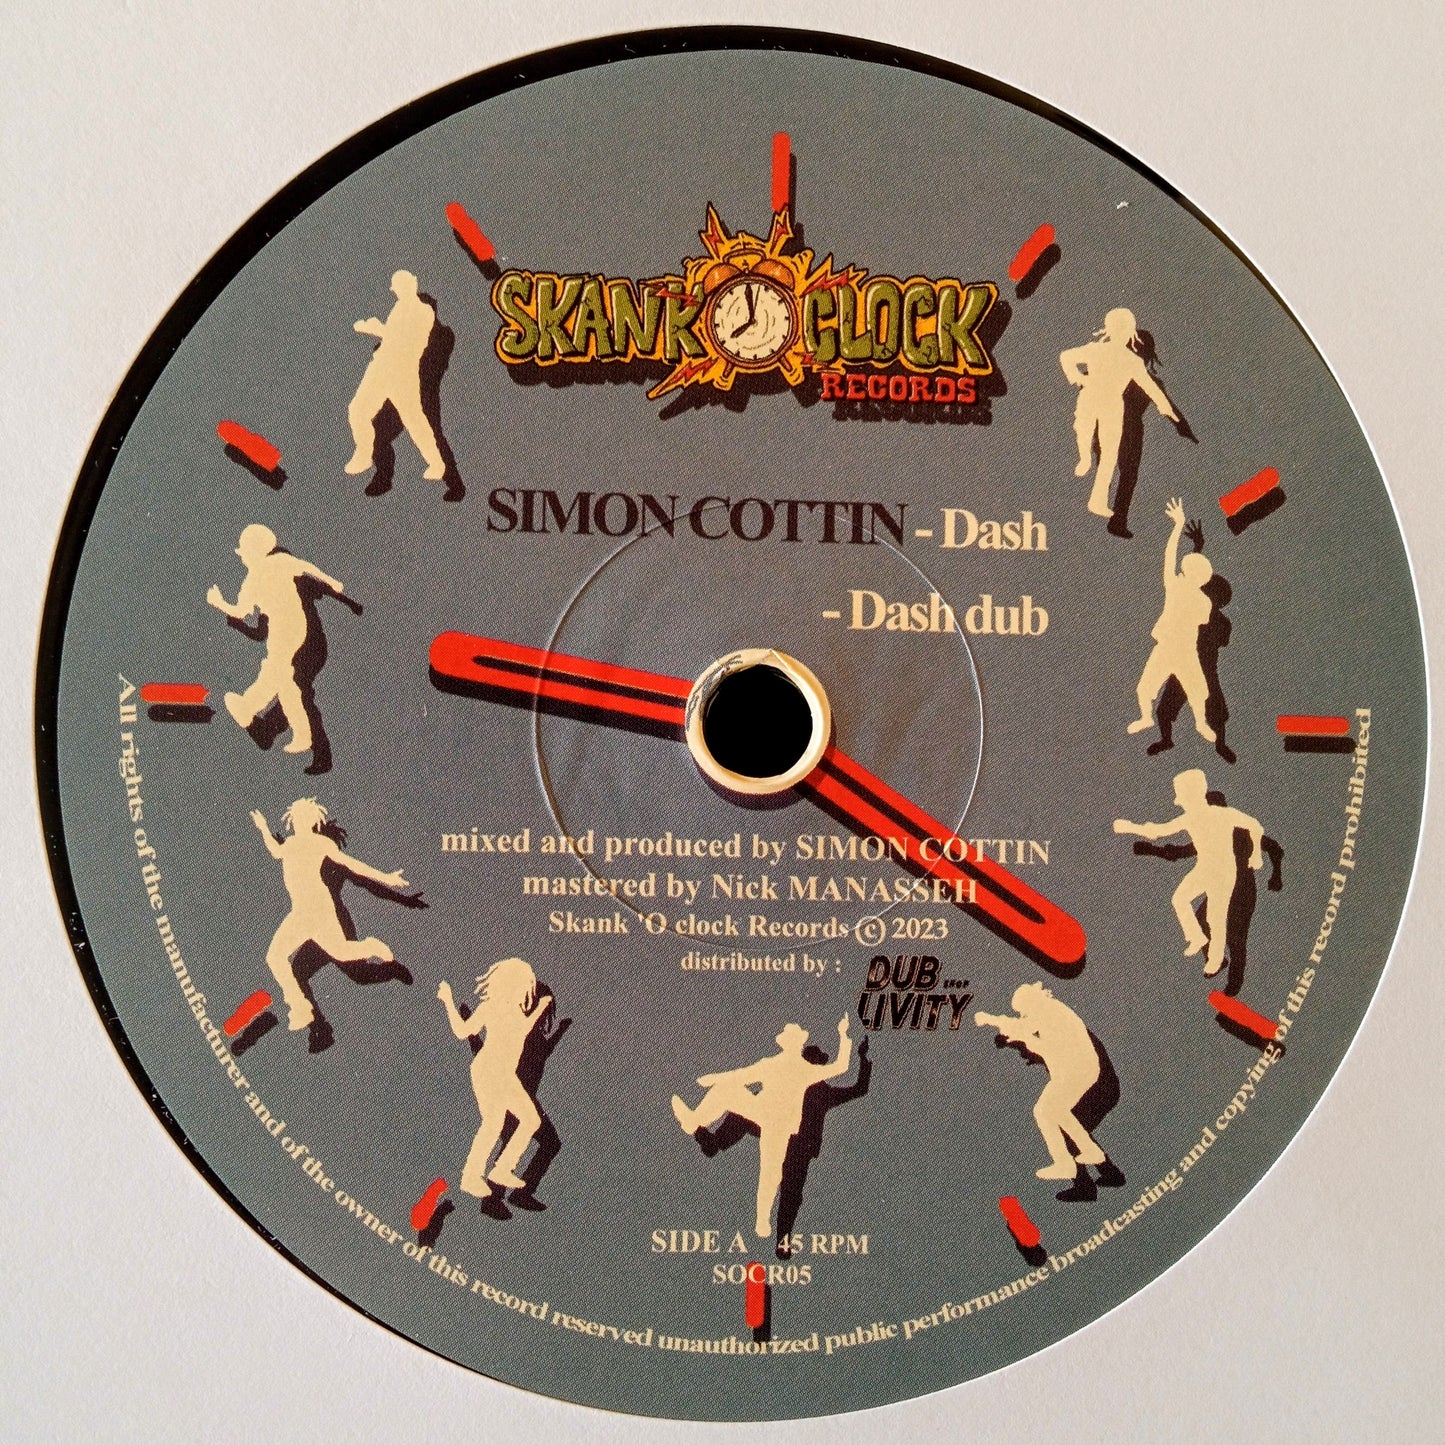 SKANK O CLOCK
RECORDS
SIMON COTTIN - Dash
- Dash dub
mixed and produced by SIMON COTTIN
mastered by Nick MANASSEH
Skank 'O clock Records © 2023
distributed by :
DUB
LIVITY
SIDE A 45 RPM
SOCR05
All rights of the manufacturer and of the owner of this record reserved unauthorized public performance broadcasting and copying of this record prohibited